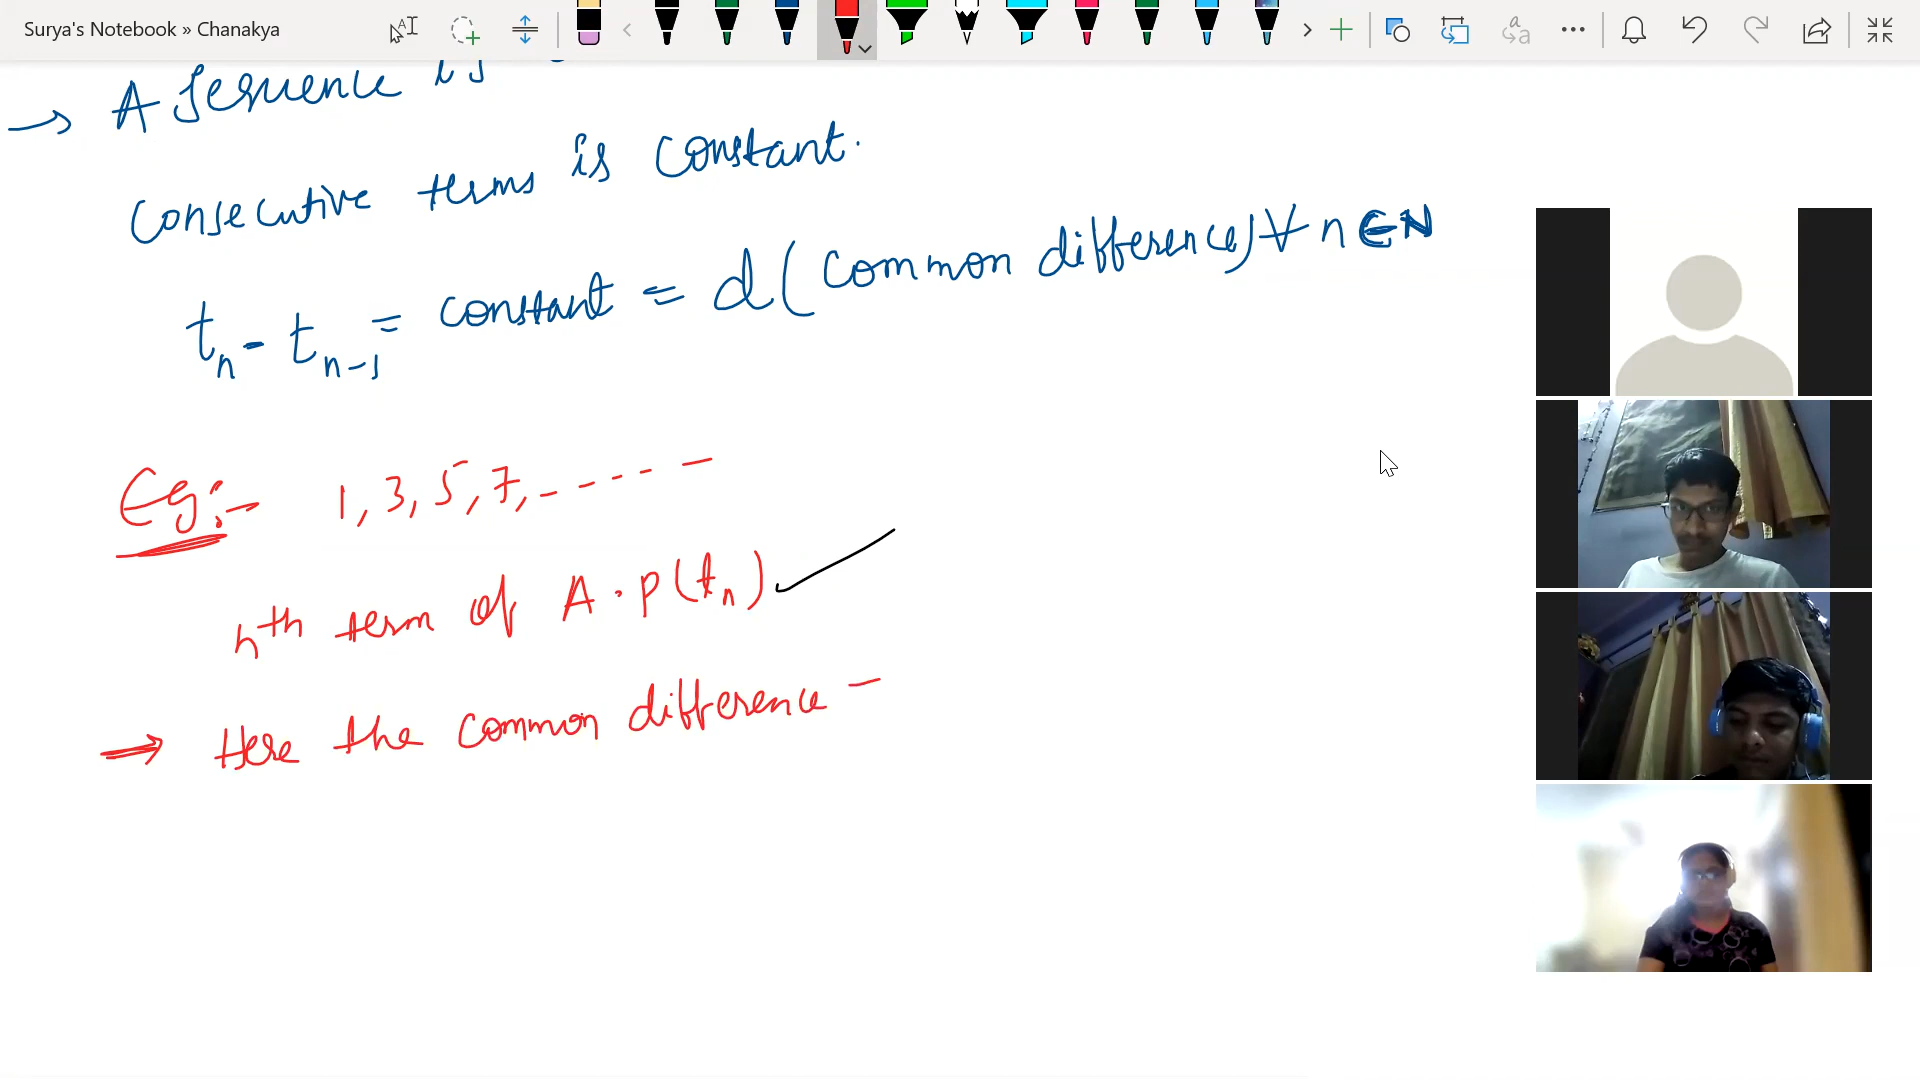 Surya's Notebook » Chanakya
→ A sequence is
consecutive terms is constant.
tn - tn-1 = constant = d (common difference) ∀ n ∈ N
Eg:- 1, 3, 5, 7, - - - - -
nth term of A.P (tn)
⇒ Here the common difference -